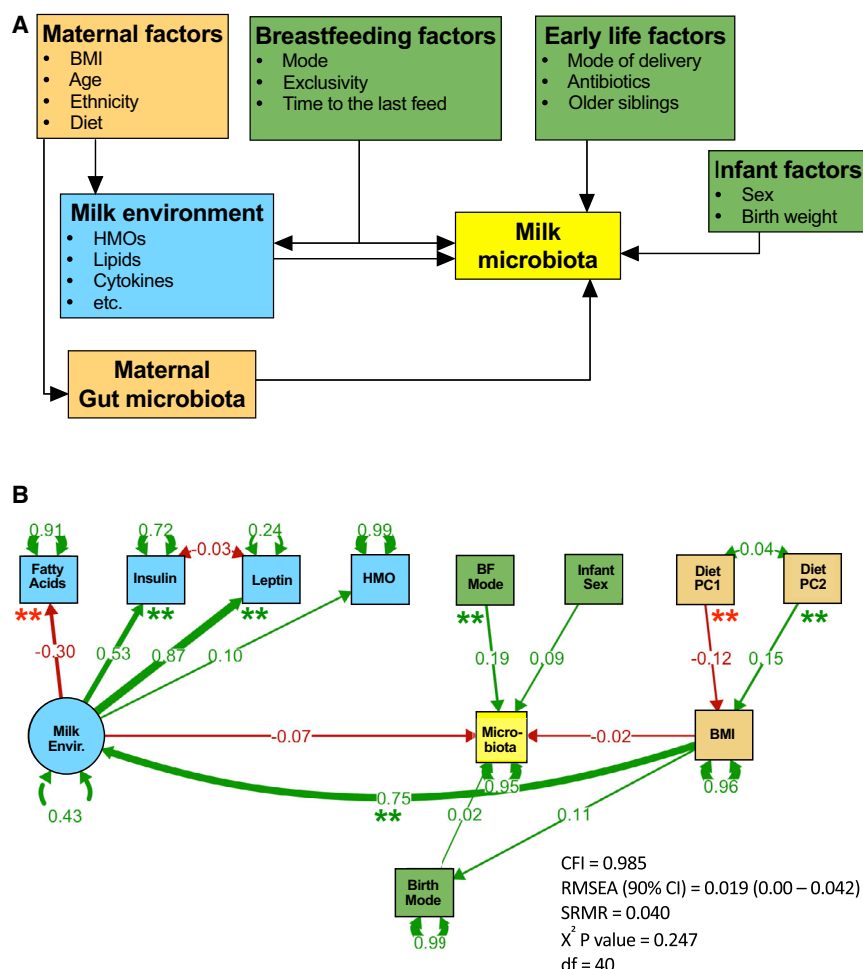 A
Maternal factors
• BMI
• Age
• Ethnicity
• Diet
Breastfeeding factors
• Mode
• Exclusivity
• Time to the last feed
Early life factors
• Mode of delivery
• Antibiotics
• Older siblings
Infant factors
• Sex
• Birth weight
Milk environment
• HMOs
• Lipids
• Cytokines
• etc.
Milk
microbiota
Maternal
Gut microbiota
B
0.91
0.72
-0.03
0.24
0.99
-0.04
Fatty
Acids
Insulin
Leptin
HMO
BF
Mode
Infant
Sex
Diet
PC1
Diet
PC2
**
**
**
**
**
**
-0.30
0.53
0.87
0.10
0.19
0.09
-0.12
0.15
Milk
Envir.
-0.07
Micro-
biota
-0.02
BMI
0.43
0.75
**
0.95
0.96
0.02
0.11
Birth
Mode
0.99
CFI = 0.985
RMSEA (90% CI) = 0.019 (0.00 – 0.042)
SRMR = 0.040
X² P value = 0.247
df = 40